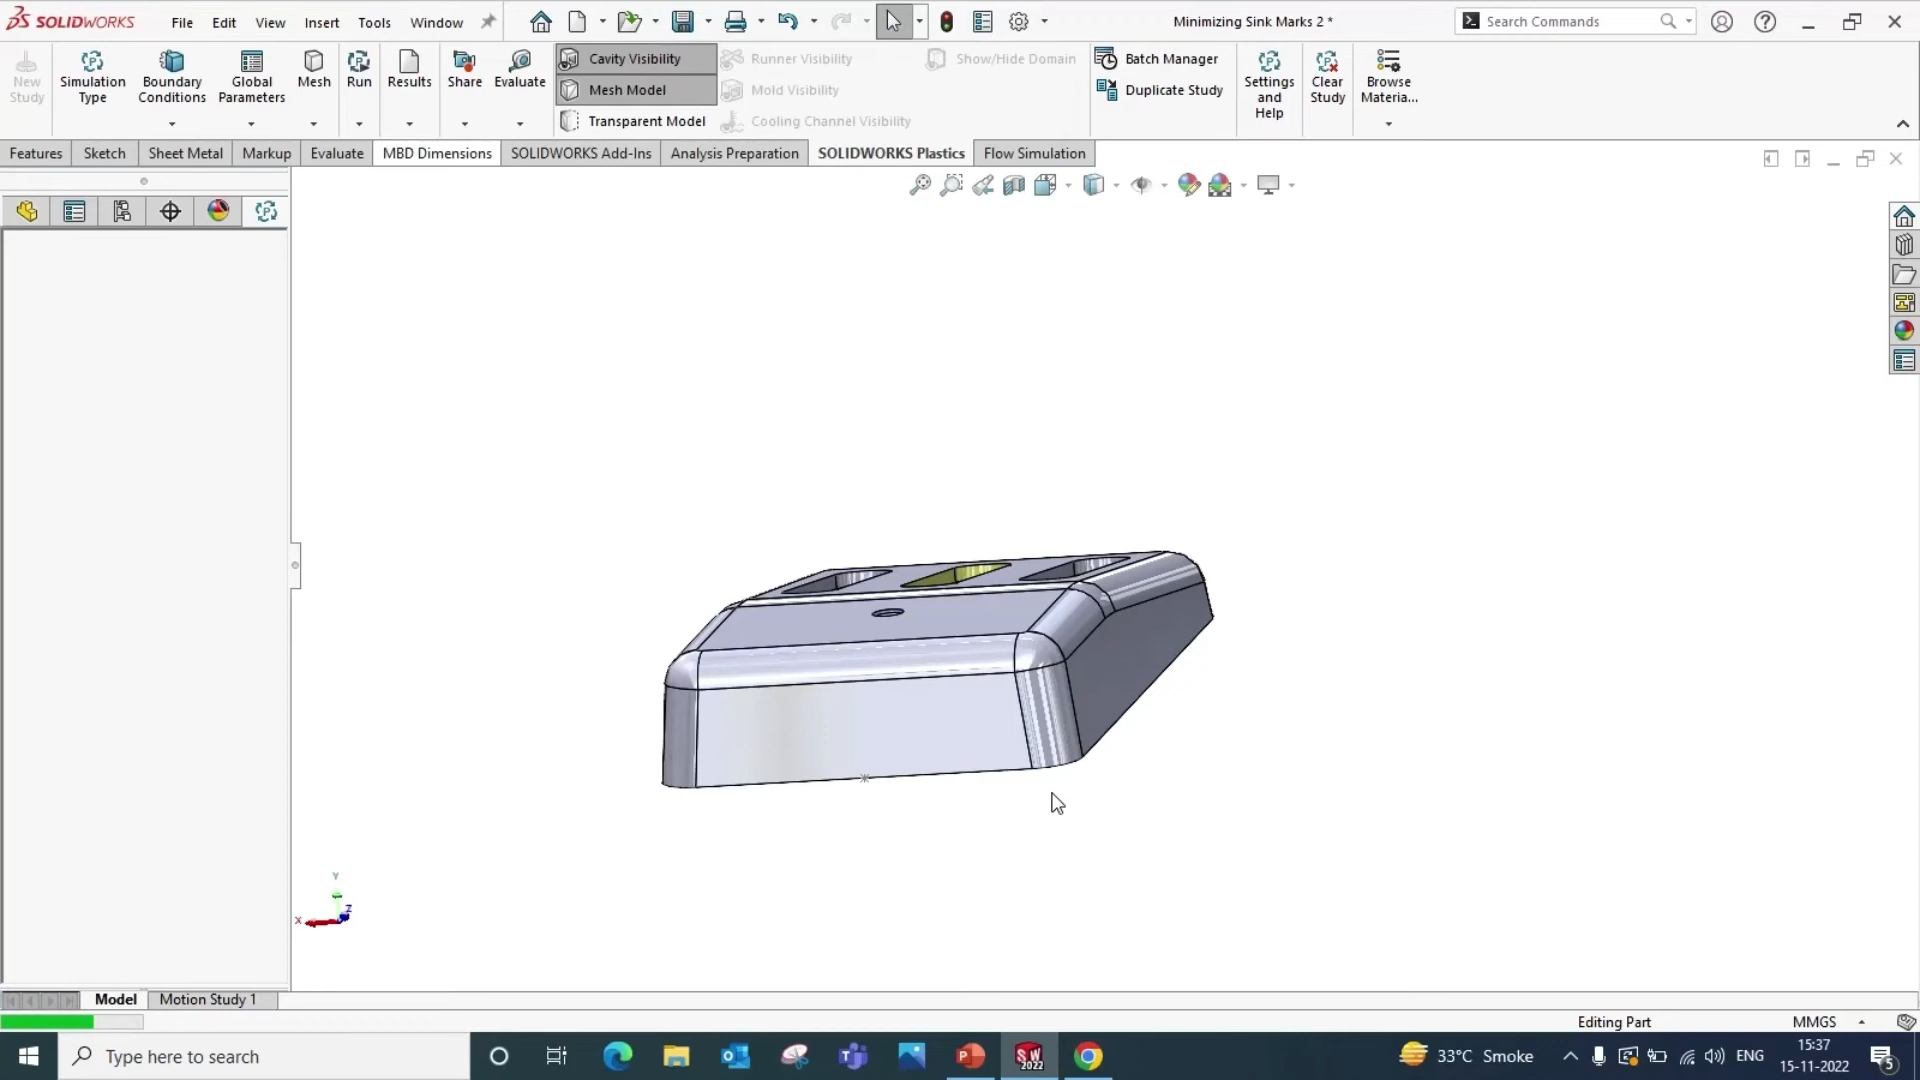 SOLIDWORKS File Edit View Insert Tools Window Minimizing Sink Marks 2 * Search Commands
New Study
Simulation Type
Boundary Conditions
Global Parameters
Mesh
Run
Results
Share
Evaluate
Cavity Visibility
Mesh Model
Transparent Model
Runner Visibility
Mold Visibility
Cooling Channel Visibility
Show/Hide Domain
Batch Manager
Duplicate Study
Settings and Help
Clear Study
Browse Materia...
Features Sketch Sheet Metal Markup Evaluate MBD Dimensions SOLIDWORKS Add-Ins Analysis Preparation SOLIDWORKS Plastics Flow Simulation
Y
Z
X
Model Motion Study 1
Editing Part MMGS
Type here to search
SW 2022
33°C Smoke
ENG
15:37
15-11-2022
5